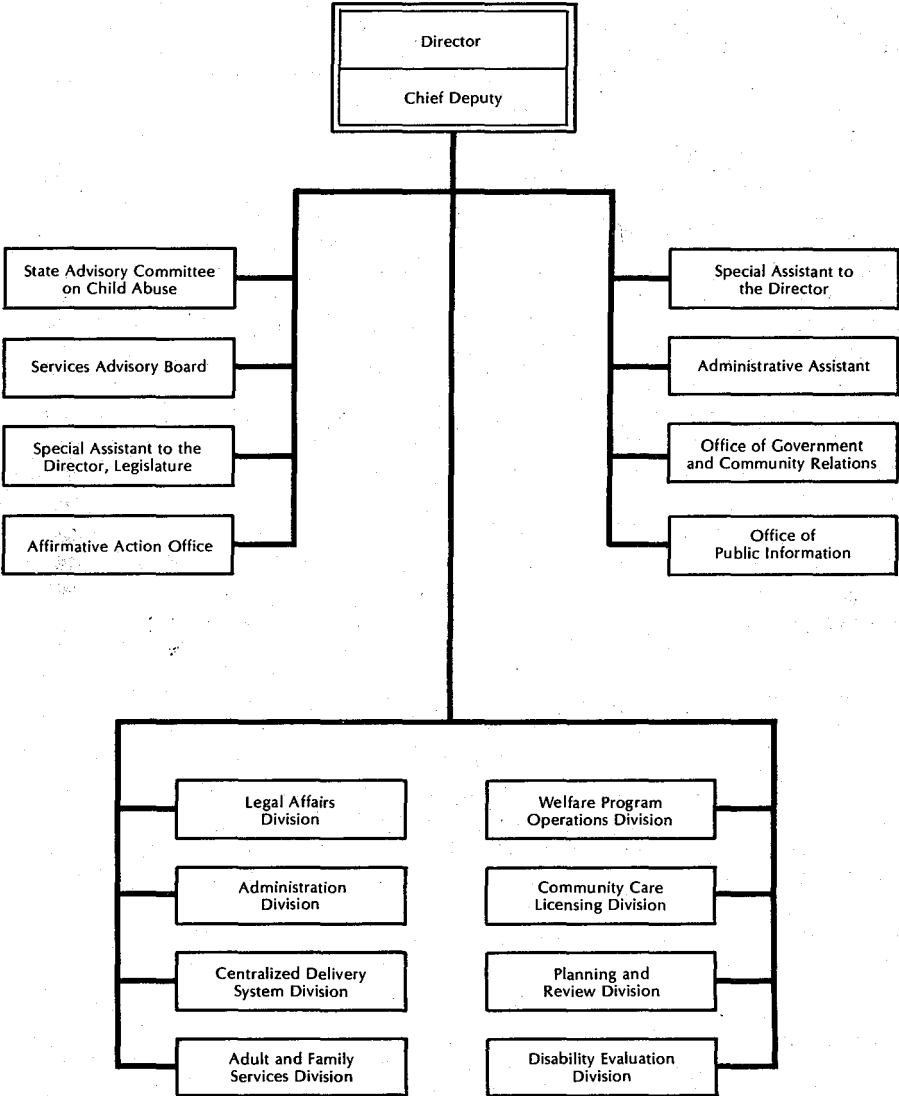 Director
Chief Deputy
State Advisory Committee
on Child Abuse
Services Advisory Board
Special Assistant to the
Director, Legislature
Affirmative Action Office
Special Assistant to
the Director
Administrative Assistant
Office of Government
and Community Relations
Office of
Public Information
Legal Affairs
Division
Administration
Division
Centralized Delivery
System Division
Adult and Family
Services Division
Welfare Program
Operations Division
Community Care
Licensing Division
Planning and
Review Division
Disability Evaluation
Division